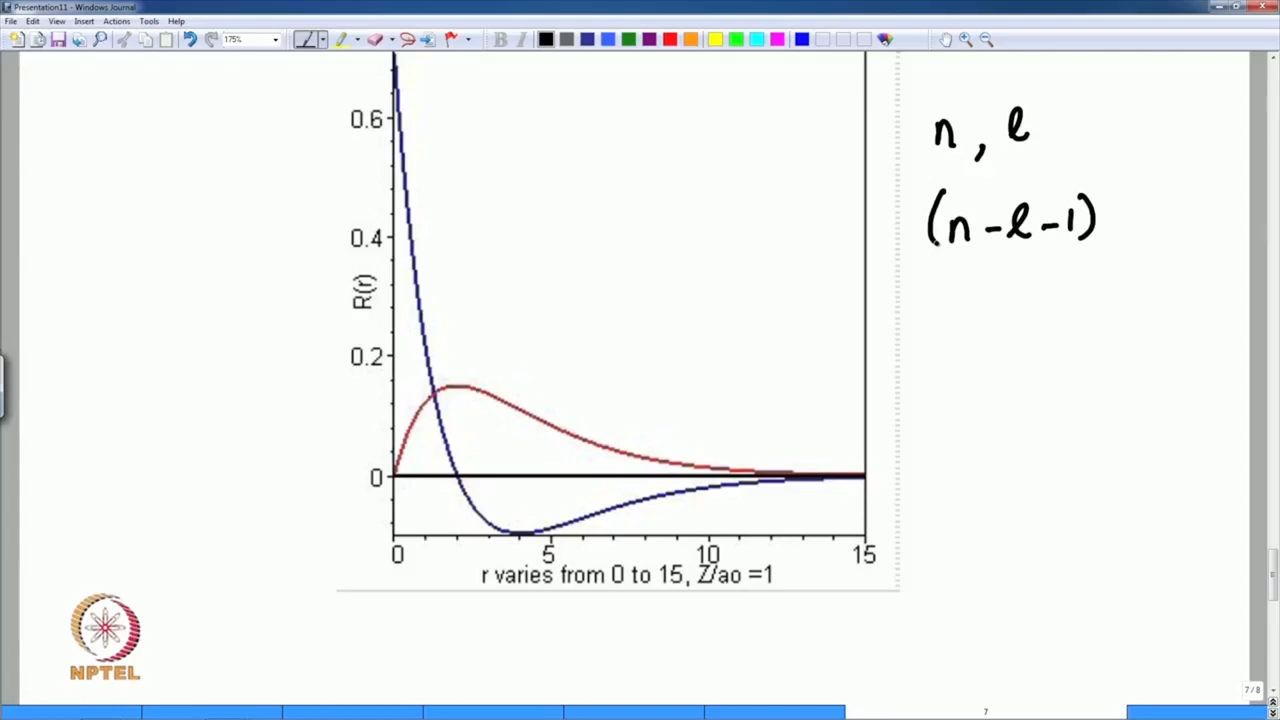 Presentation11 - Windows Journal
File Edit View Insert Actions Tools Help
175%
0.6
0.4
0.2
0
R(r)
0 5 10 15
r varies from 0 to 15, Z/ao =1
n , l
(n-l-1)
NPTEL
7 / 8
7